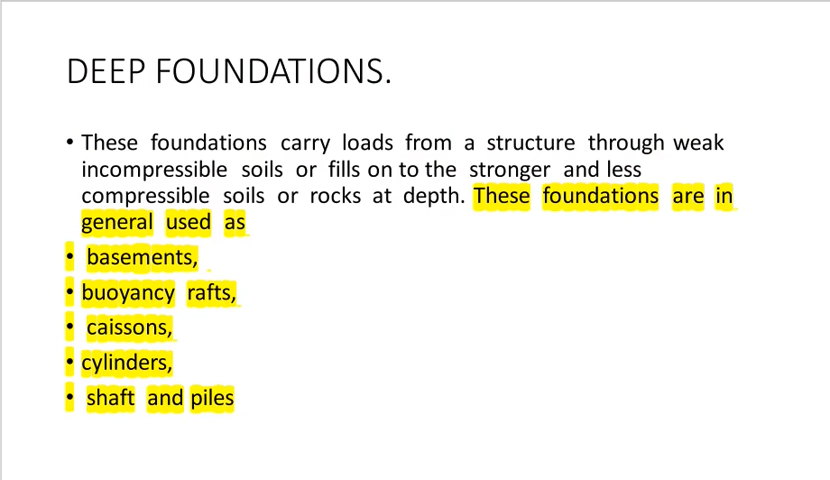 DEEP FOUNDATIONS.
• These foundations carry loads from a structure through weak
incompressible soils or fills on to the stronger and less
compressible soils or rocks at depth. These foundations are in
general used as
• basements,
• buoyancy rafts,
• caissons,
• cylinders,
• shaft and piles